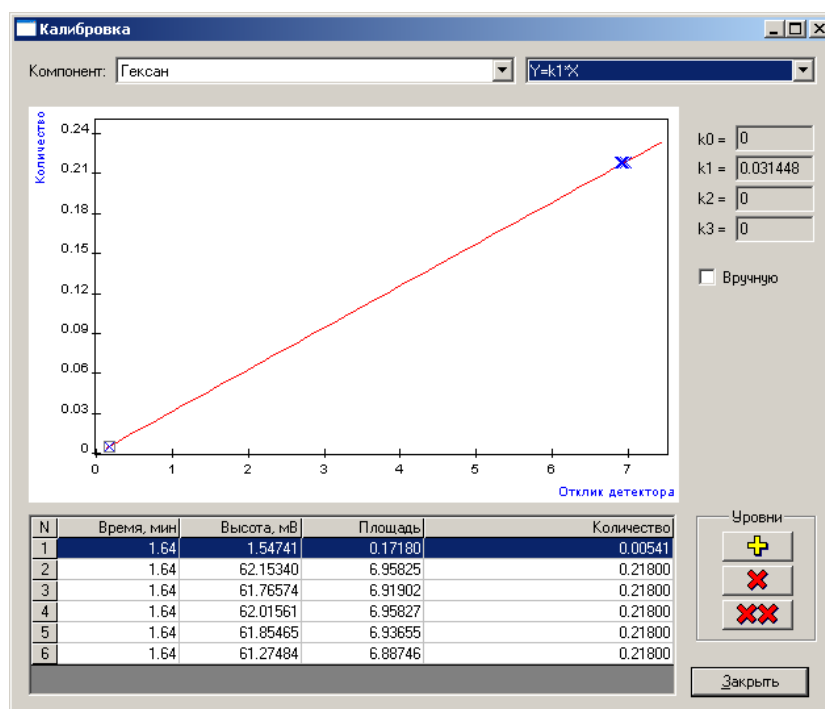 Калибровка
Компонент: Гексан Y=k1*X
Количество
0.24
0.21
0.18
0.15
0.12
0.09
0.06
0.03
0
0 1 2 3 4 5 6 7
Отклик детектора
k0 = 0
k1 = 0.031448
k2 = 0
k3 = 0
Вручную
N Время, мин Высота, мВ Площадь Количество
1 1.64 1.54741 0.17180 0.00541
2 1.64 62.15340 6.95825 0.21800
3 1.64 61.76574 6.91902 0.21800
4 1.64 62.01561 6.95827 0.21800
5 1.64 61.85465 6.93655 0.21800
6 1.64 61.27484 6.88746 0.21800
Уровни
Закрыть